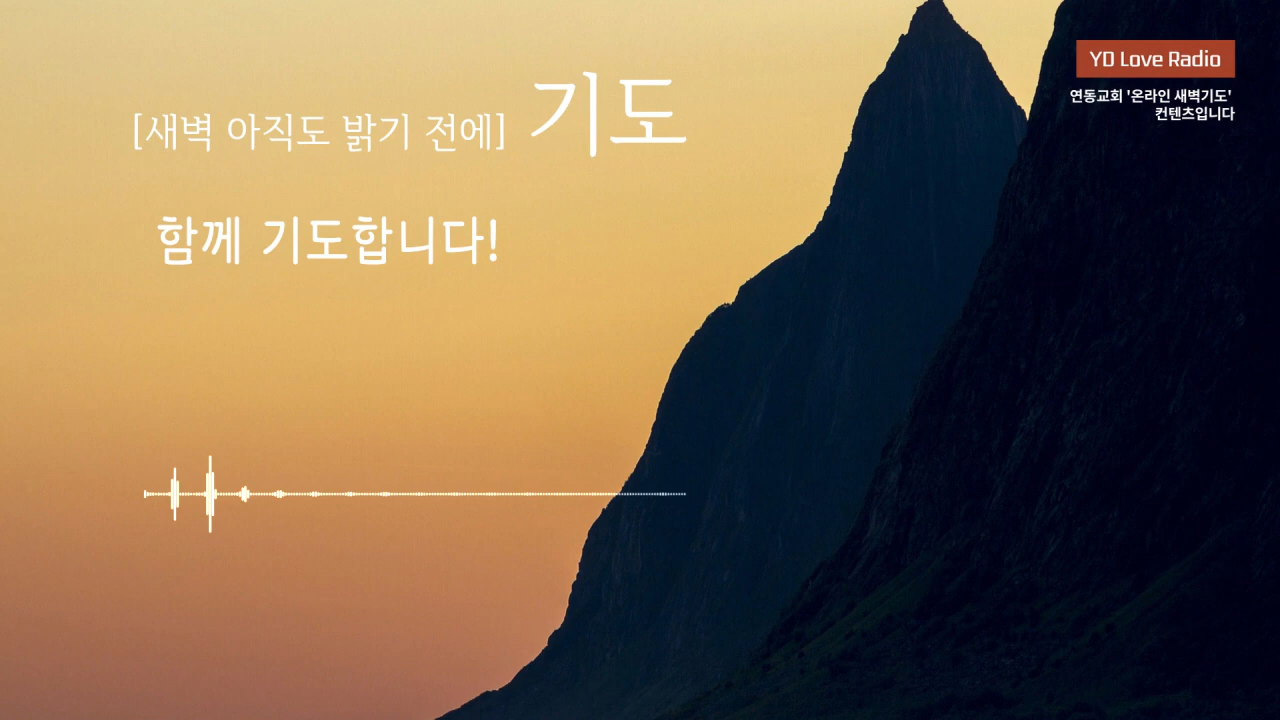 [새벽 아직도 밝기 전에] 기도
함께 기도합니다!
YD Love Radio
연동교회 '온라인 새벽기도'
컨텐츠입니다